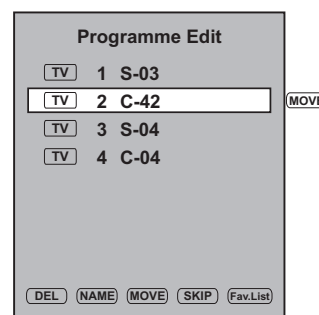 Programme Edit
TV 1 S-03
TV 2 C-42
MOVE
TV 3 S-04
TV 4 C-04
DEL NAME MOVE SKIP Fav.List